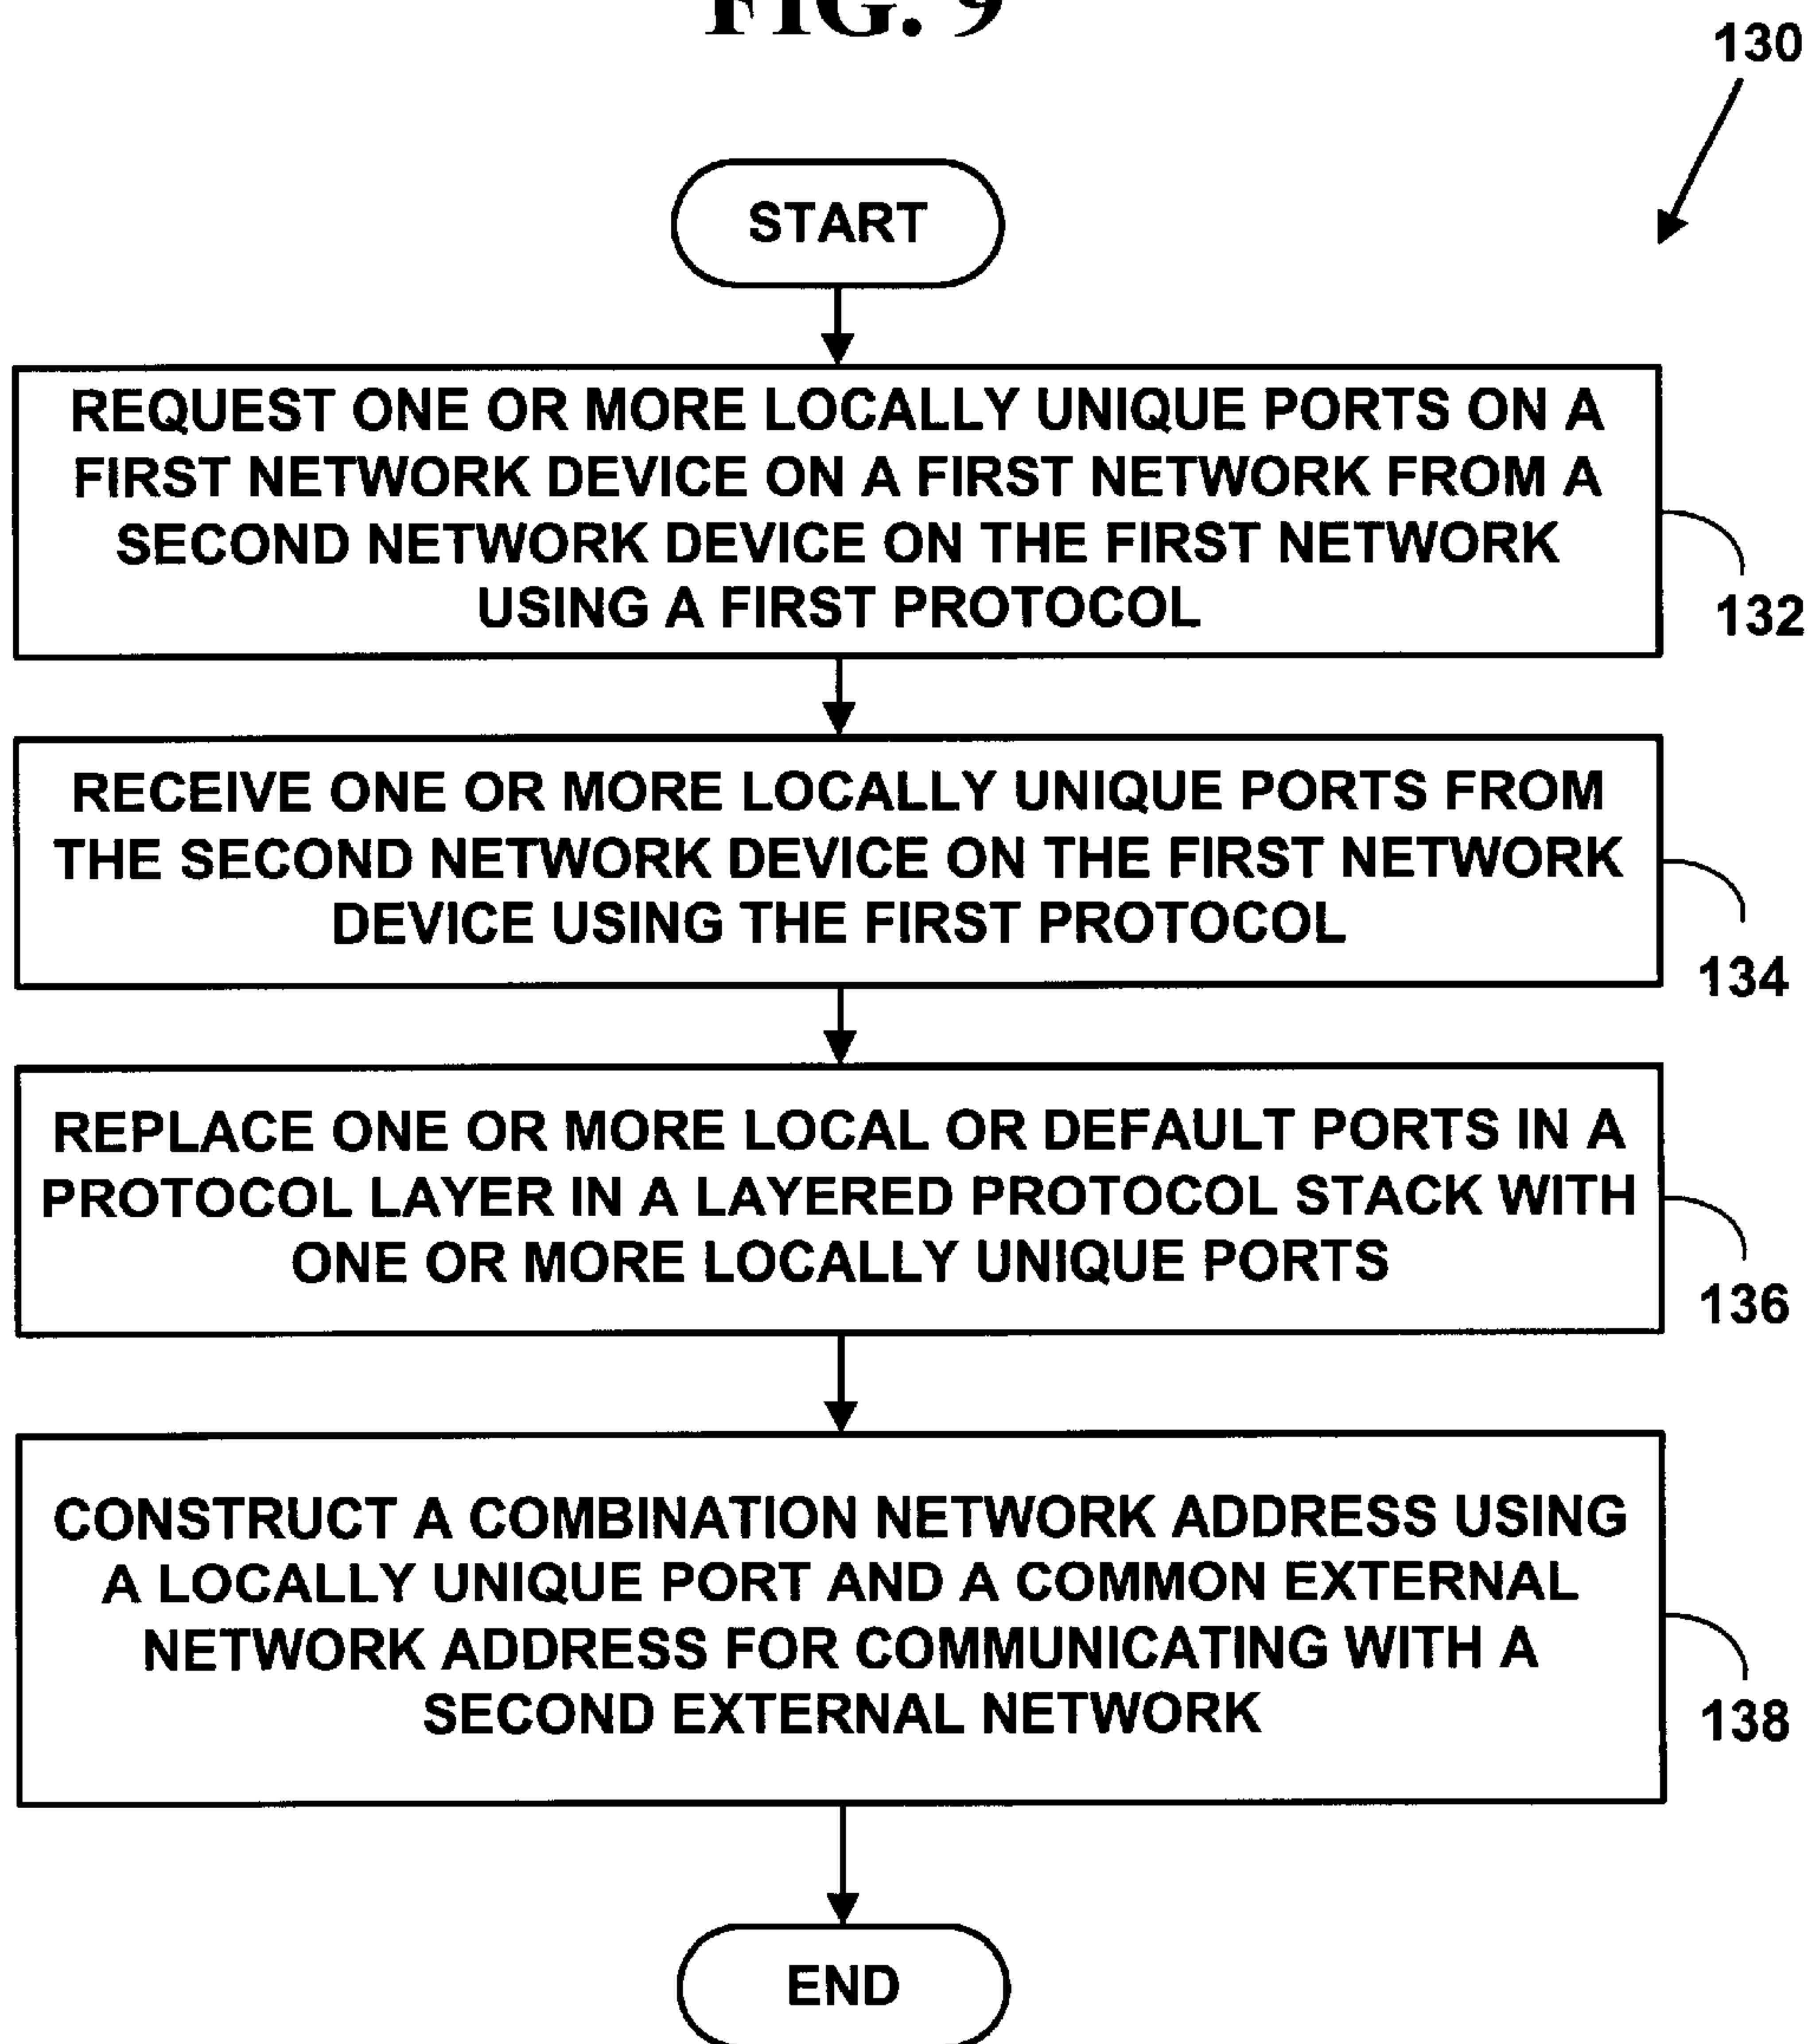 FIG. 9
130
START
REQUEST ONE OR MORE LOCALLY UNIQUE PORTS ON A
FIRST NETWORK DEVICE ON A FIRST NETWORK FROM A
SECOND NETWORK DEVICE ON THE FIRST NETWORK
USING A FIRST PROTOCOL
132
RECEIVE ONE OR MORE LOCALLY UNIQUE PORTS FROM
THE SECOND NETWORK DEVICE ON THE FIRST NETWORK
DEVICE USING THE FIRST PROTOCOL
134
REPLACE ONE OR MORE LOCAL OR DEFAULT PORTS IN A
PROTOCOL LAYER IN A LAYERED PROTOCOL STACK WITH
ONE OR MORE LOCALLY UNIQUE PORTS
136
CONSTRUCT A COMBINATION NETWORK ADDRESS USING
A LOCALLY UNIQUE PORT AND A COMMON EXTERNAL
NETWORK ADDRESS FOR COMMUNICATING WITH A
SECOND EXTERNAL NETWORK
138
END